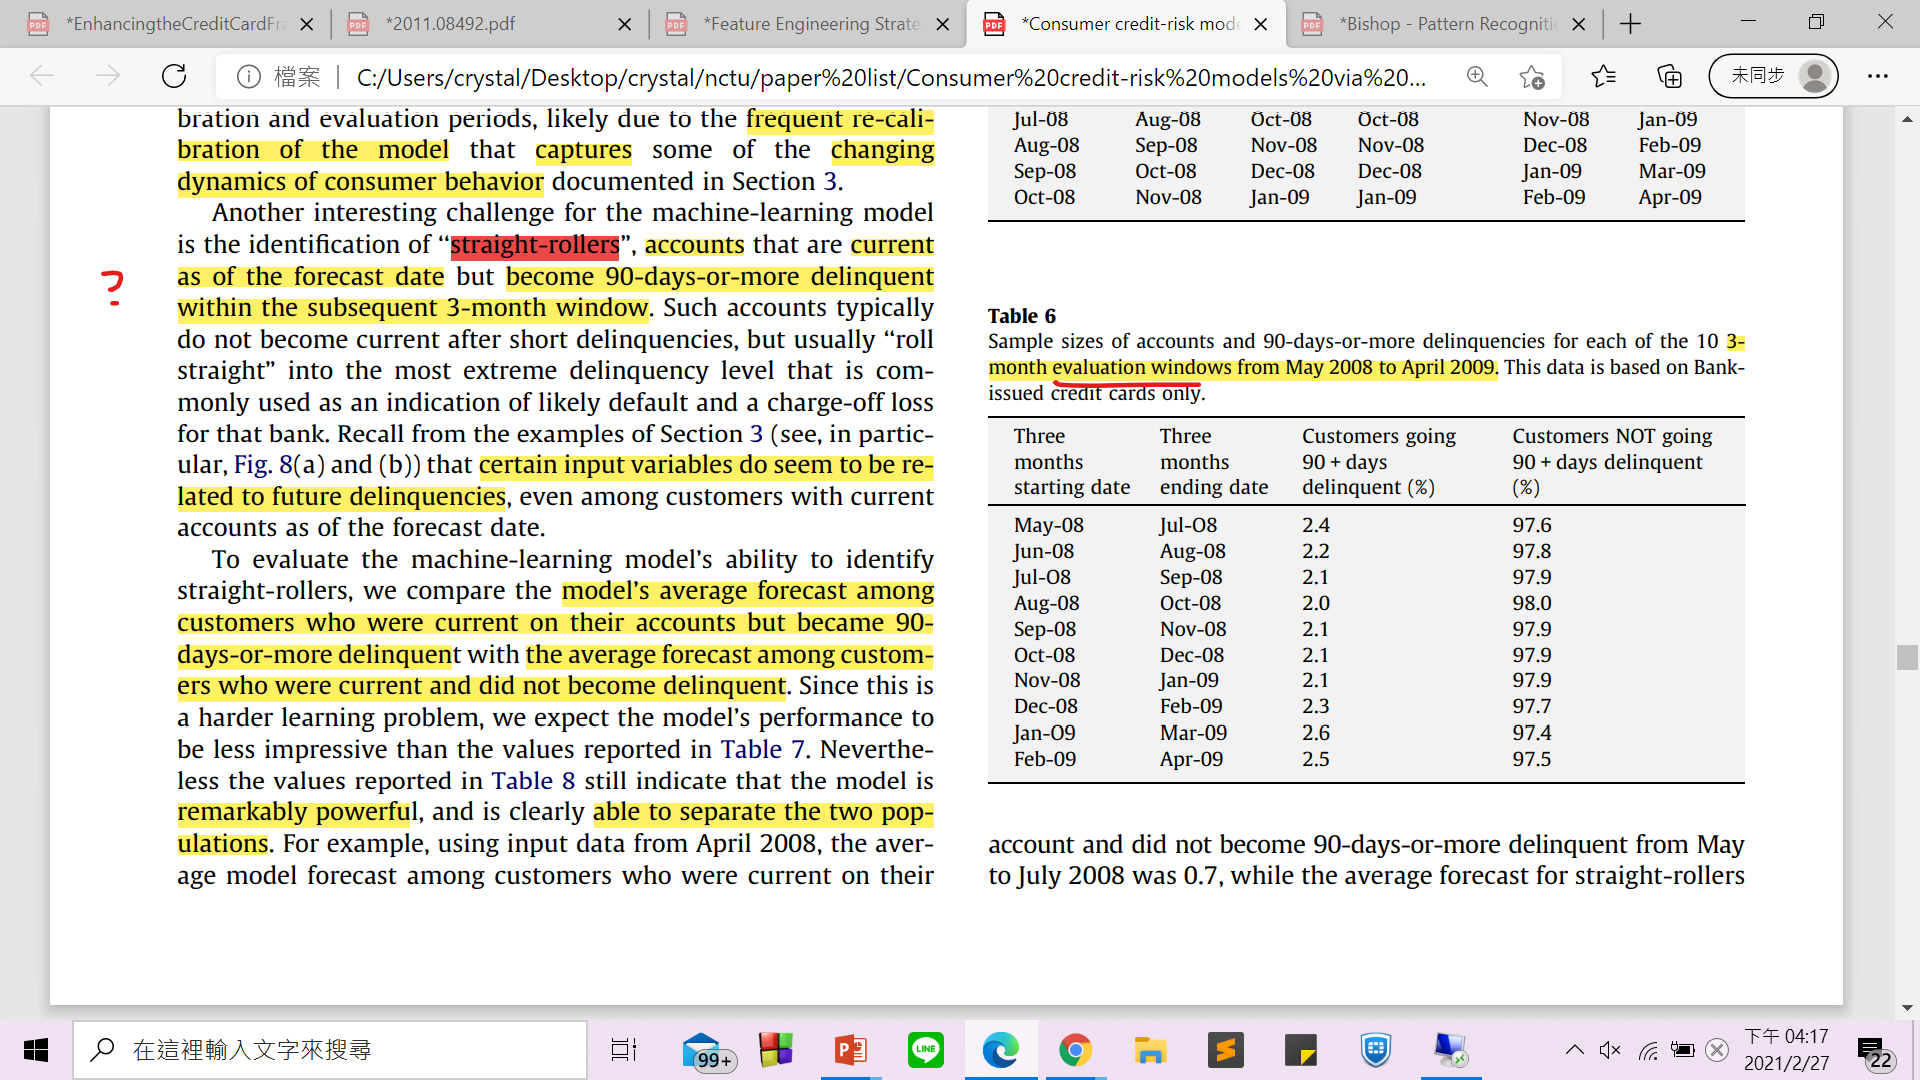 *EnhancingtheCreditCardFr
*2011.08492.pdf
*Feature Engineering Strate
*Consumer credit-risk mod
*Bishop - Pattern Recogniti
檔案
C:/Users/crystal/Desktop/crystal/nctu/paper%20list/Consumer%20credit-risk%20models%20via%20...
未同步
bration and evaluation periods, likely due to the frequent re-cali-
bration of the model that captures some of the changing
dynamics of consumer behavior documented in Section 3.
Another interesting challenge for the machine-learning model
is the identification of “straight-rollers”, accounts that are current
as of the forecast date but become 90-days-or-more delinquent
within the subsequent 3-month window. Such accounts typically
do not become current after short delinquencies, but usually “roll
straight” into the most extreme delinquency level that is com-
monly used as an indication of likely default and a charge-off loss
for that bank. Recall from the examples of Section 3 (see, in partic-
ular, Fig. 8(a) and (b)) that certain input variables do seem to be re-
lated to future delinquencies, even among customers with current
accounts as of the forecast date.
To evaluate the machine-learning model’s ability to identify
straight-rollers, we compare the model’s average forecast among
customers who were current on their accounts but became 90-
days-or-more delinquent with the average forecast among custom-
ers who were current and did not become delinquent. Since this is
a harder learning problem, we expect the model’s performance to
be less impressive than the values reported in Table 7. Neverthe-
less the values reported in Table 8 still indicate that the model is
remarkably powerful, and is clearly able to separate the two pop-
ulations. For example, using input data from April 2008, the aver-
age model forecast among customers who were current on their
?
Jul-08 Aug-08 Oct-08 Oct-08 Nov-08 Jan-09
Aug-08 Sep-08 Nov-08 Nov-08 Dec-08 Feb-09
Sep-08 Oct-08 Dec-08 Dec-08 Jan-09 Mar-09
Oct-08 Nov-08 Jan-09 Jan-09 Feb-09 Apr-09
Table 6
Sample sizes of accounts and 90-days-or-more delinquencies for each of the 10 3-
month evaluation windows from May 2008 to April 2009. This data is based on Bank-
issued credit cards only.
Three Three Customers going Customers NOT going
months months 90 + days 90 + days delinquent
starting date ending date delinquent (%) (%)
May-08 Jul-O8 2.4 97.6
Jun-08 Aug-08 2.2 97.8
Jul-O8 Sep-08 2.1 97.9
Aug-08 Oct-08 2.0 98.0
Sep-08 Nov-08 2.1 97.9
Oct-08 Dec-08 2.1 97.9
Nov-08 Jan-09 2.1 97.9
Dec-08 Feb-09 2.3 97.7
Jan-O9 Mar-09 2.6 97.4
Feb-09 Apr-09 2.5 97.5
account and did not become 90-days-or-more delinquent from May
to July 2008 was 0.7, while the average forecast for straight-rollers
在這裡輸入文字來搜尋
99+
LINE
下午 04:17
2021/2/27
22